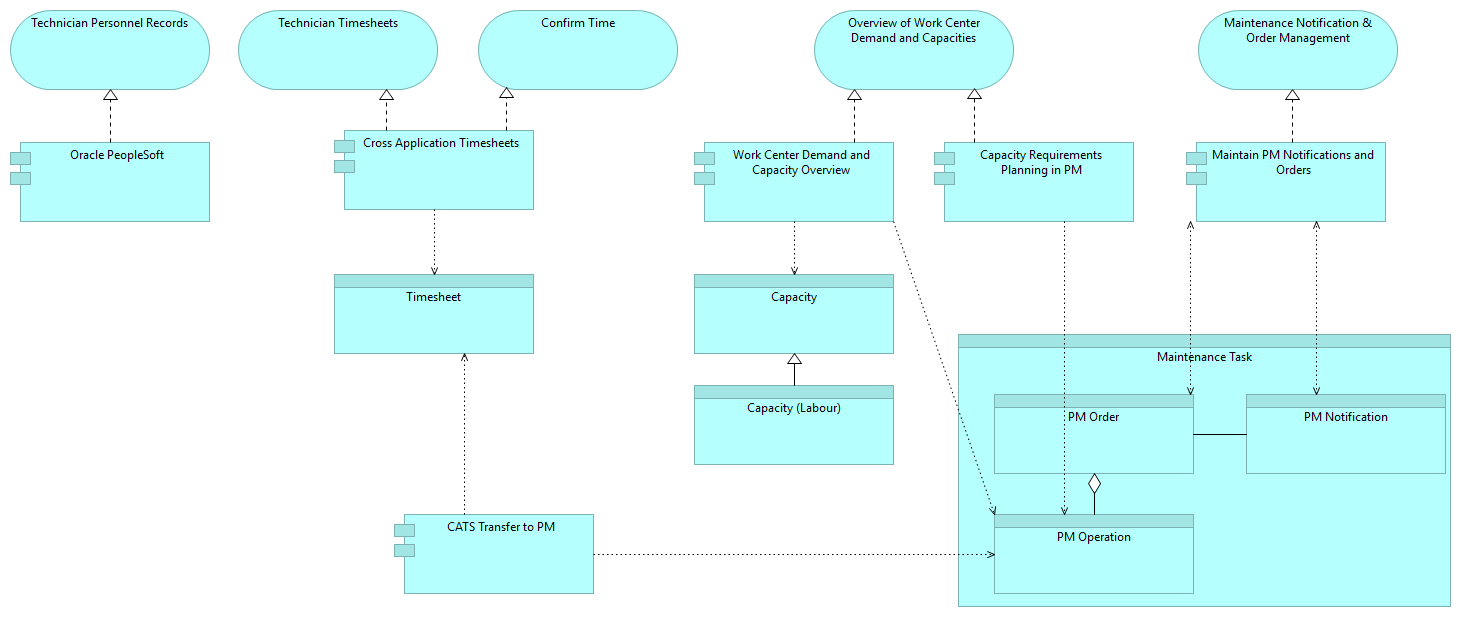 Technician Personnel Records
Technician Timesheets
Confirm Time
Overview of Work Center
Demand and Capacities
Maintenance Notification &
Order Management
Oracle PeopleSoft
Cross Application Timesheets
Work Center Demand and
Capacity Overview
Capacity Requirements
Planning in PM
Maintain PM Notifications and
Orders
Timesheet
Capacity
Maintenance Task
Capacity (Labour)
PM Order
PM Notification
CATS Transfer to PM
PM Operation